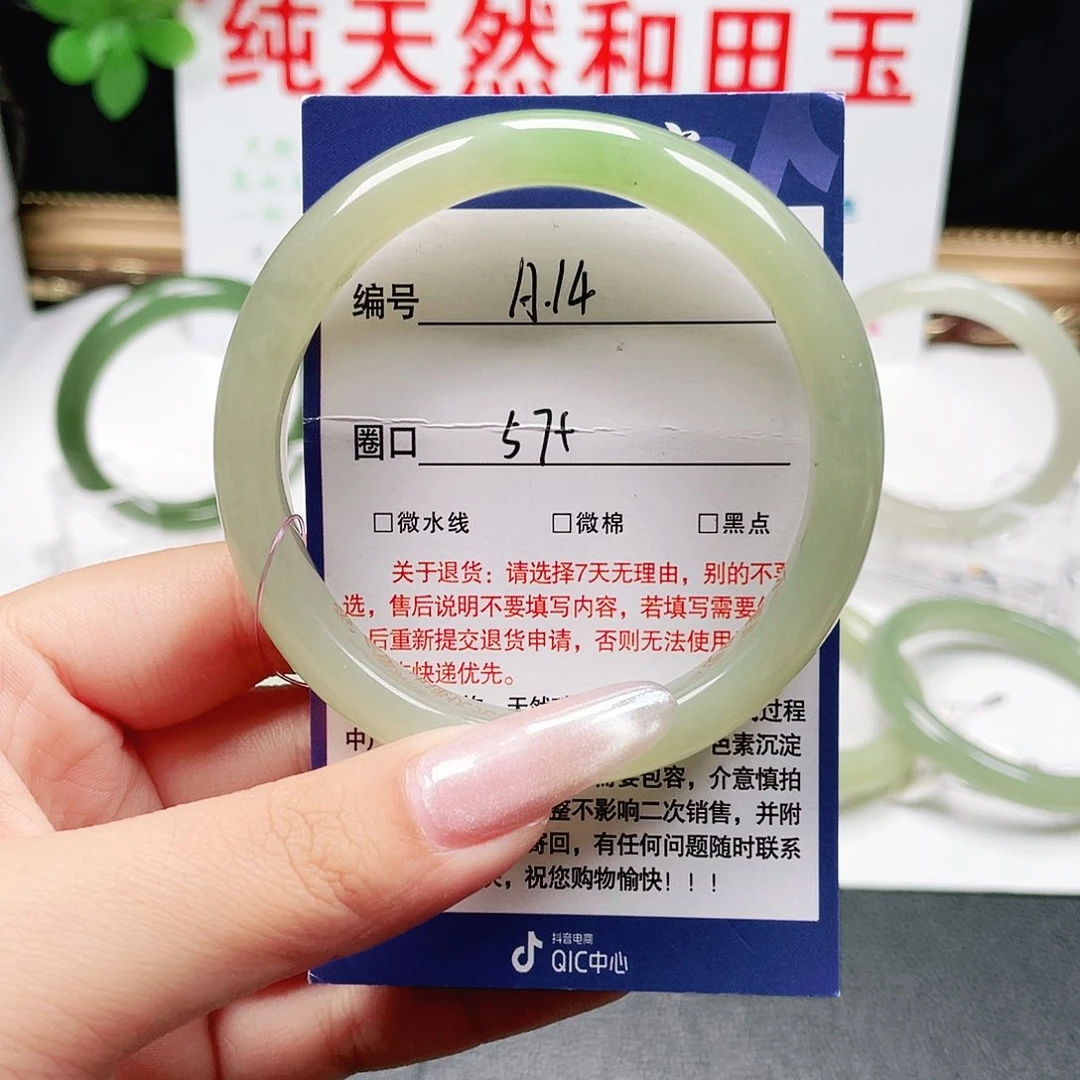 纯天然和田玉
编号 A.14
圈口 57+
□微水线 □微棉 □黑点
关于退货：请选择7天无理由，别的不要
选，售后说明不要填写内容，若填写需要
后重新提交退货申请，否则无法使用
快递优先。
天然
过程
中
色素沉淀
需要包容，介意慎拍
整不影响二次销售，并附
寄回，有任何问题随时联系
，祝您购物愉快！！！
抖音电商
QIC中心